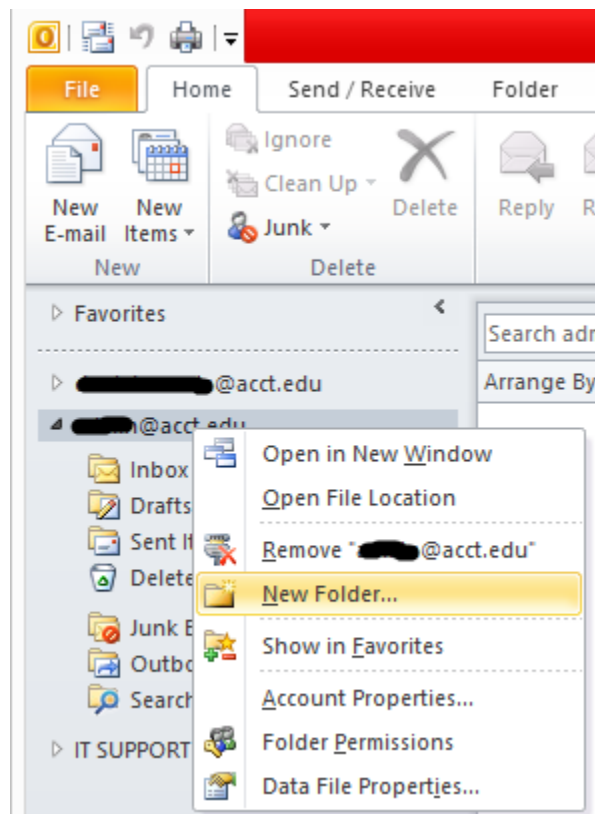 File Home Send / Receive Folder
Ignore
Clean Up
Junk
New E-mail
New Items
Delete
Reply
New Delete
Favorites
Search
Arrange By
@acct.edu
@acct.edu
Open in New Window
Inbox
Open File Location
Drafts
Sent
Remove " @acct.edu"
New Folder...
Junk
Show in Favorites
Search
Account Properties...
IT SUPPORT
Folder Permissions
Data File Properties...